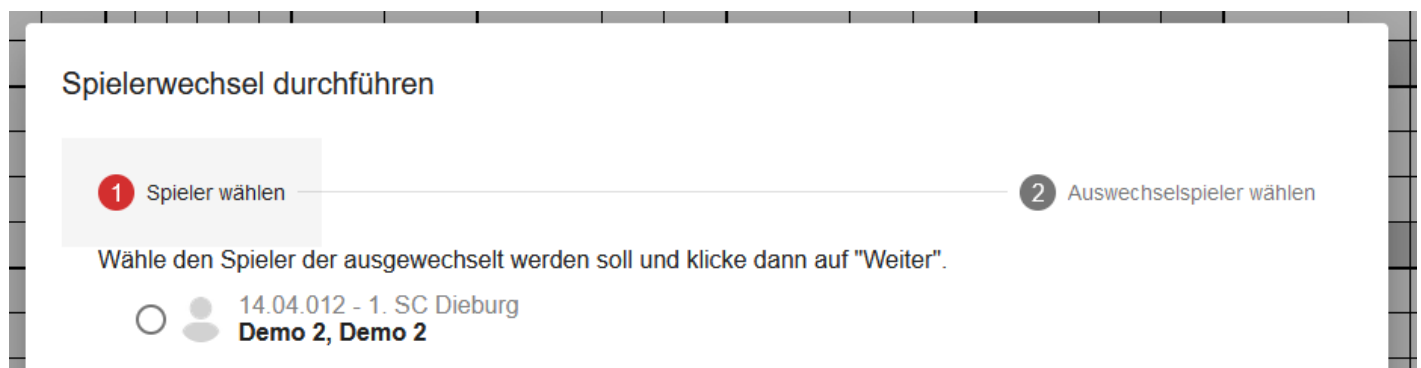 Spielerwechsel durchführen
1 Spieler wählen
2 Auswechselspieler wählen
Wähle den Spieler der ausgewechselt werden soll und klicke dann auf "Weiter".
14.04.012 - 1. SC Dieburg
Demo 2, Demo 2